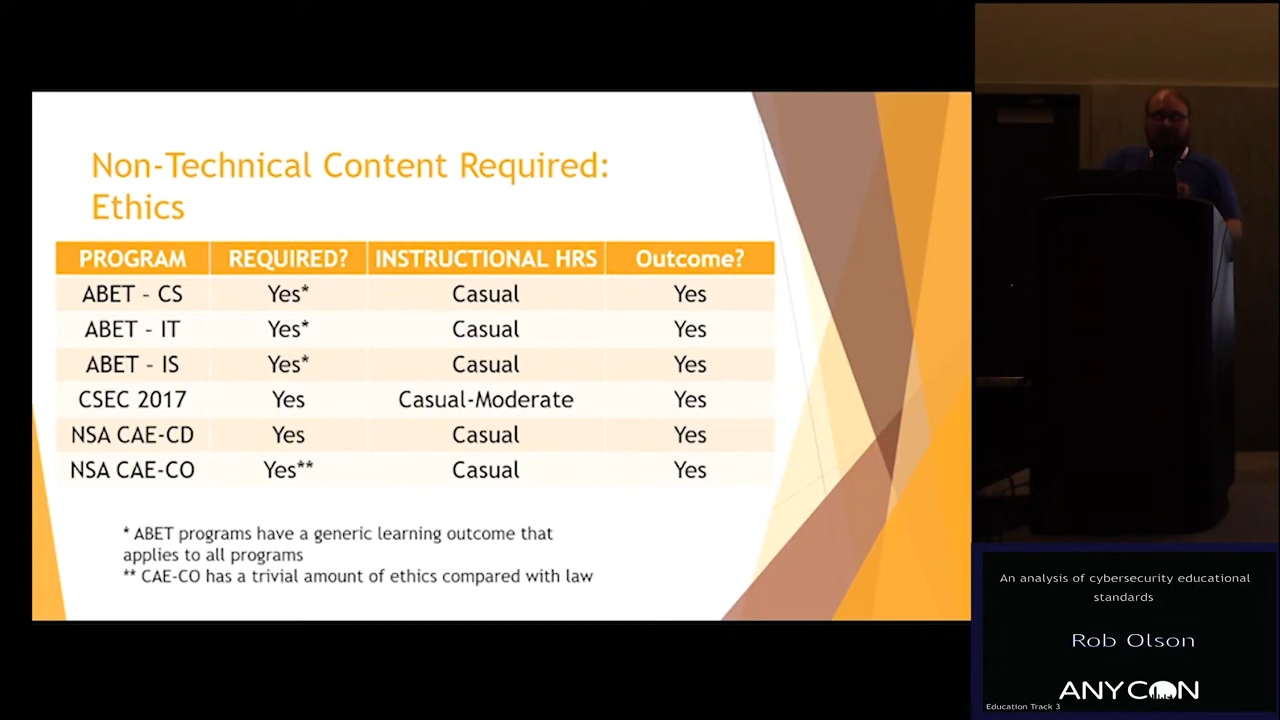 Non-Technical Content Required:
Ethics
PROGRAM REQUIRED? INSTRUCTIONAL HRS Outcome?
ABET – CS Yes* Casual Yes
ABET – IT Yes* Casual Yes
ABET – IS Yes* Casual Yes
CSEC 2017 Yes Casual-Moderate Yes
NSA CAE-CD Yes Casual Yes
NSA CAE-CO Yes** Casual Yes
* ABET programs have a generic learning outcome that
applies to all programs
** CAE-CO has a trivial amount of ethics compared with law
An analysis of cybersecurity educational
standards
Rob Olson
ANYCON
Education Track 3